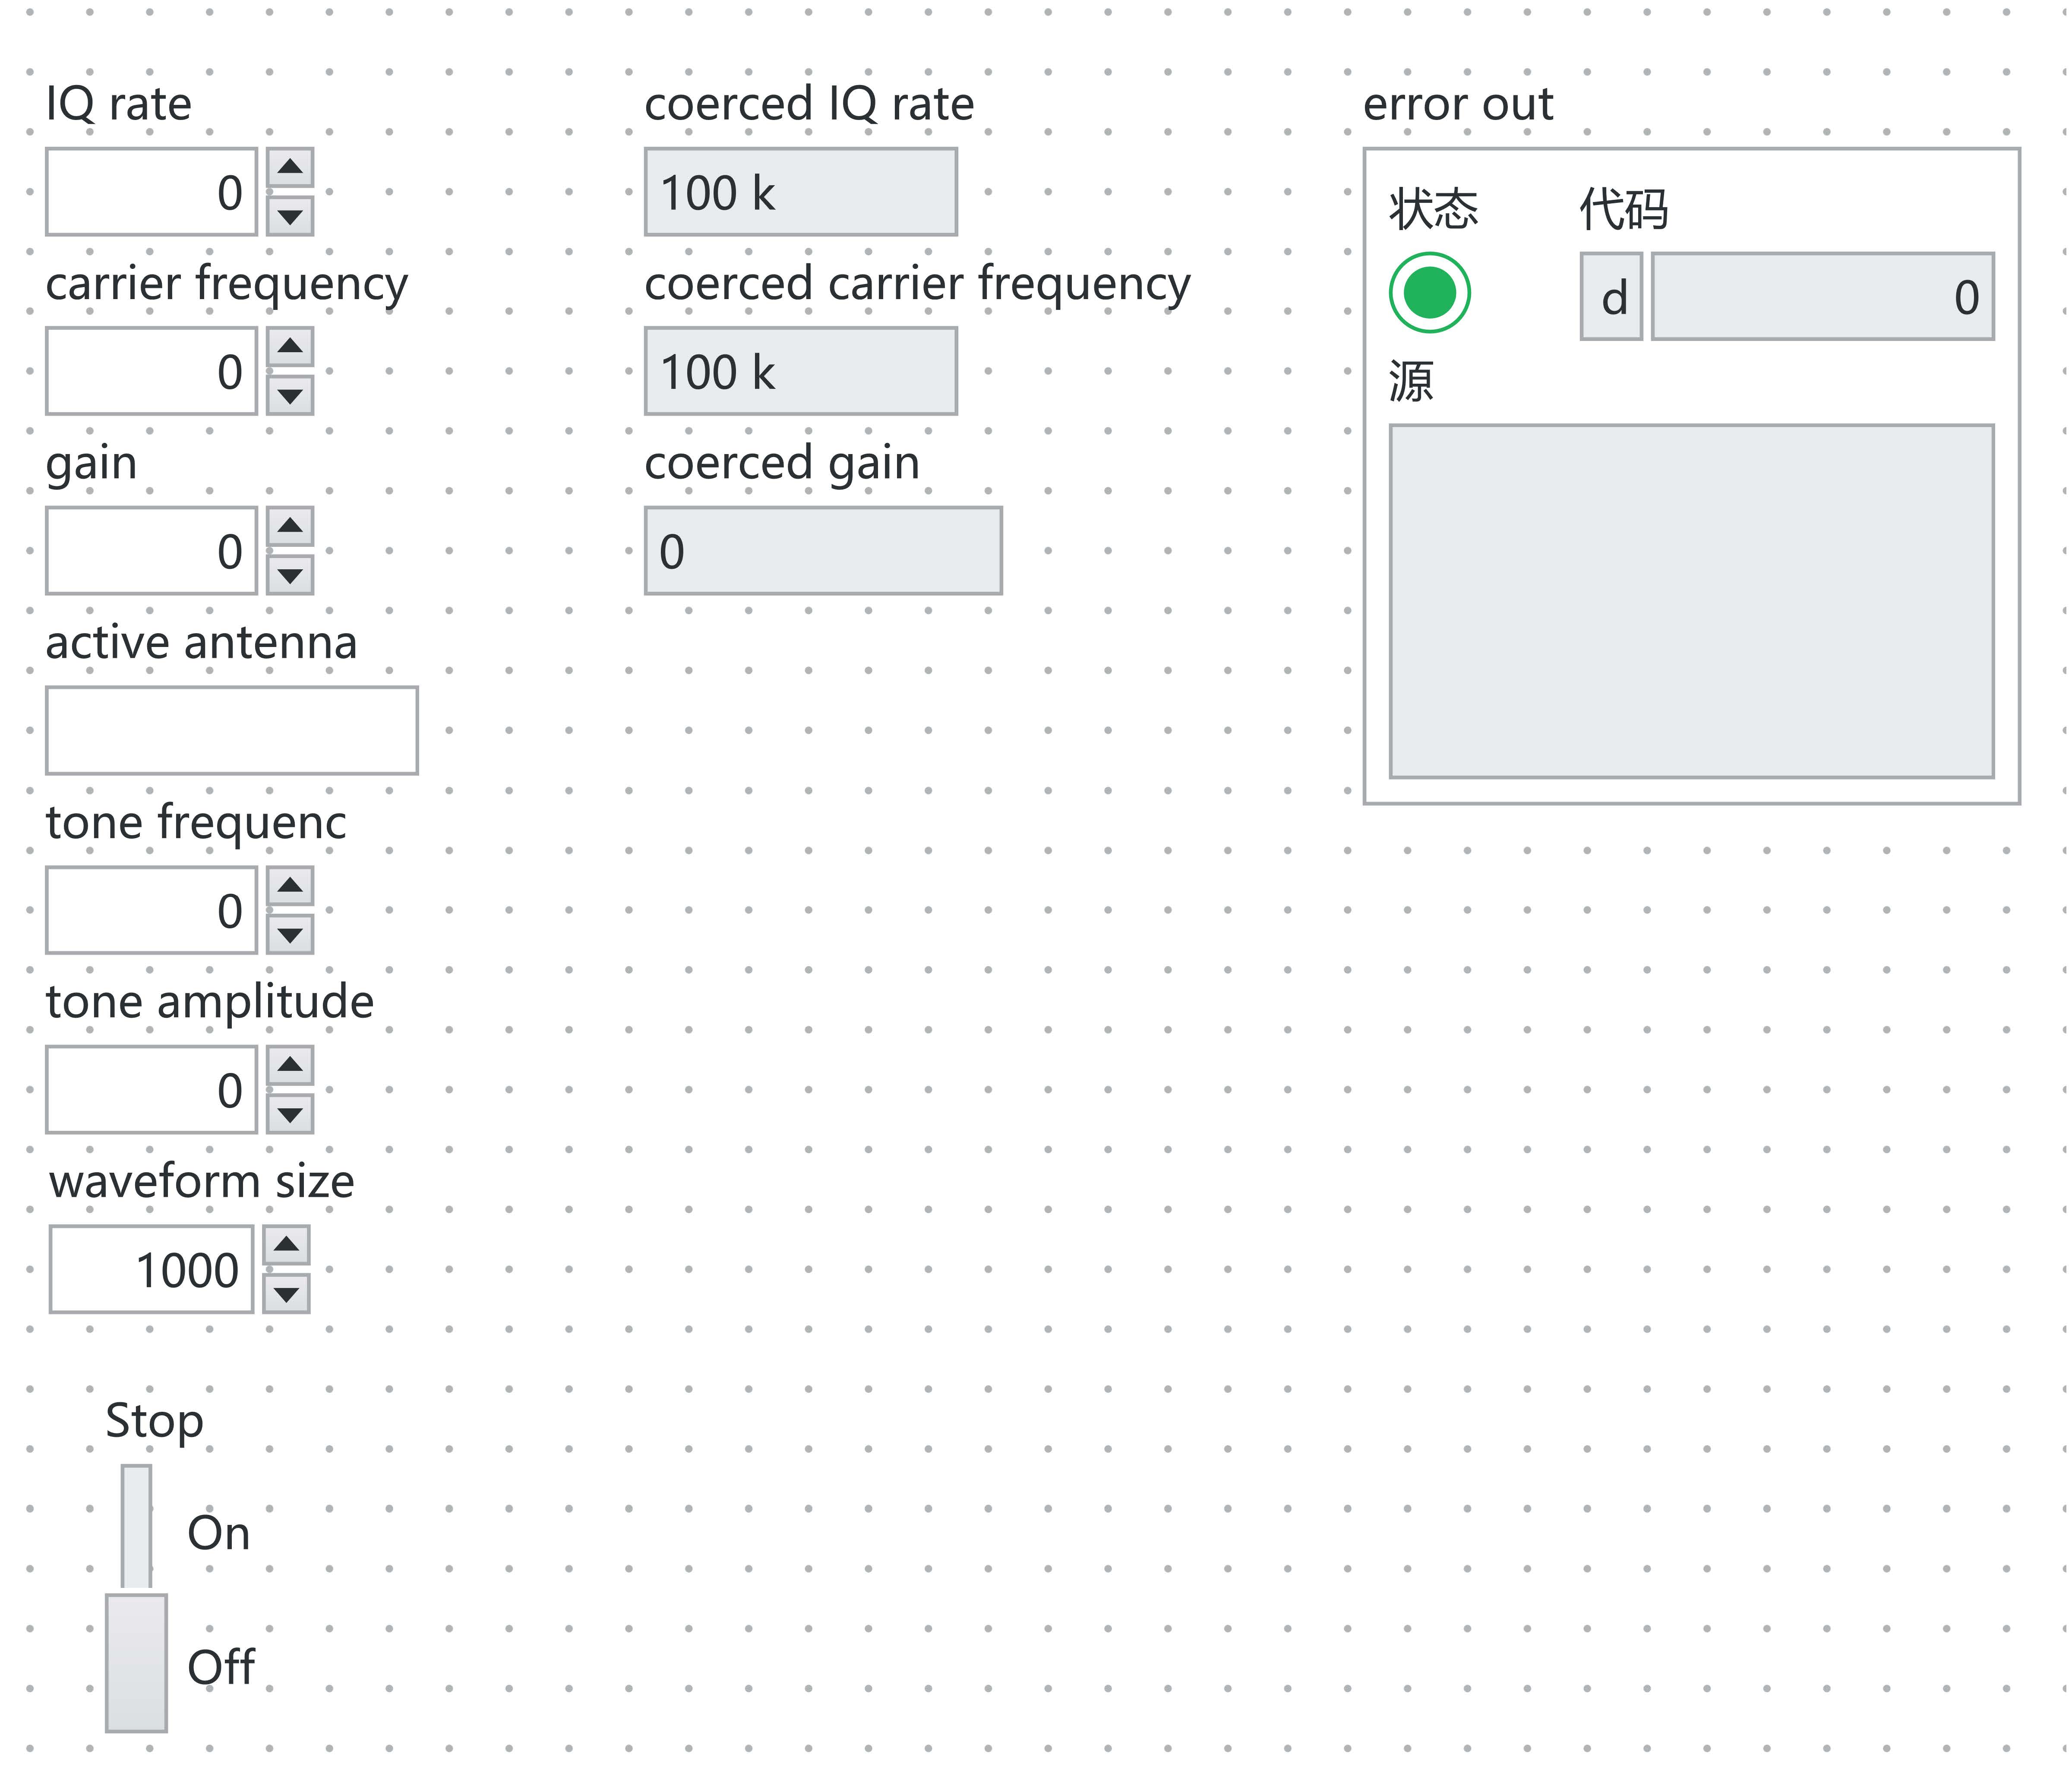 IQ rate
0
carrier frequency
0
gain
0
active antenna
tone frequenc
0
tone amplitude
0
waveform size
1000
Stop
On
Off
coerced IQ rate
100 k
coerced carrier frequency
100 k
coerced gain
0
error out
状态 代码
d 0
源